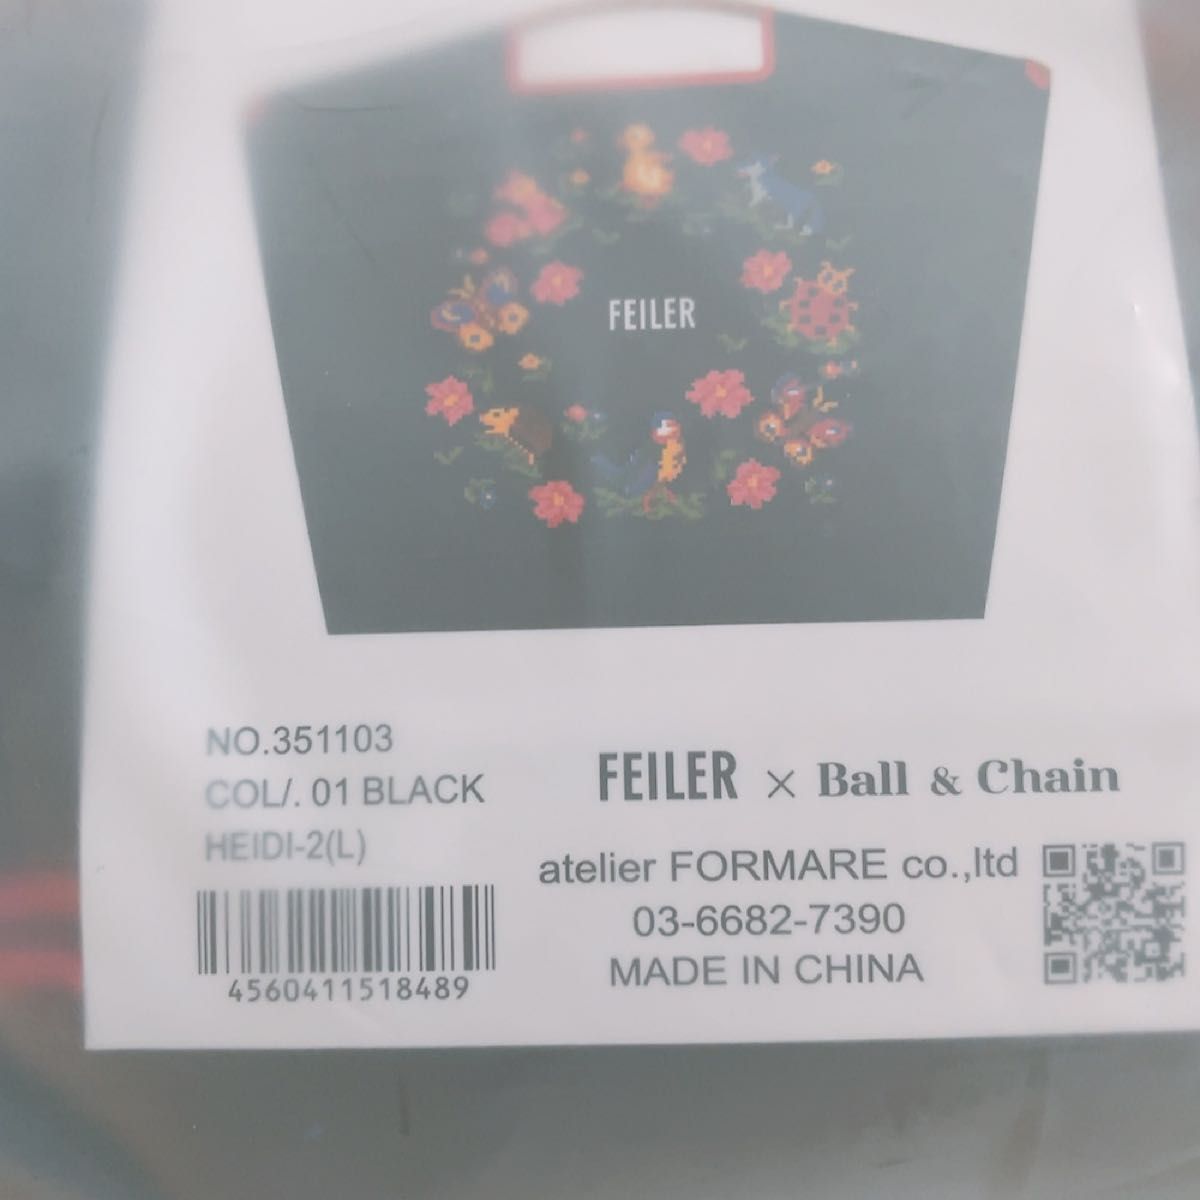 FEILER
NO.351103
COL/. 01 BLACK
HEIDI-2(L)
4560411518489
FEILER × Ball & Chain
atelier FORMARE co.,ltd
03-6682-7390
MADE IN CHINA